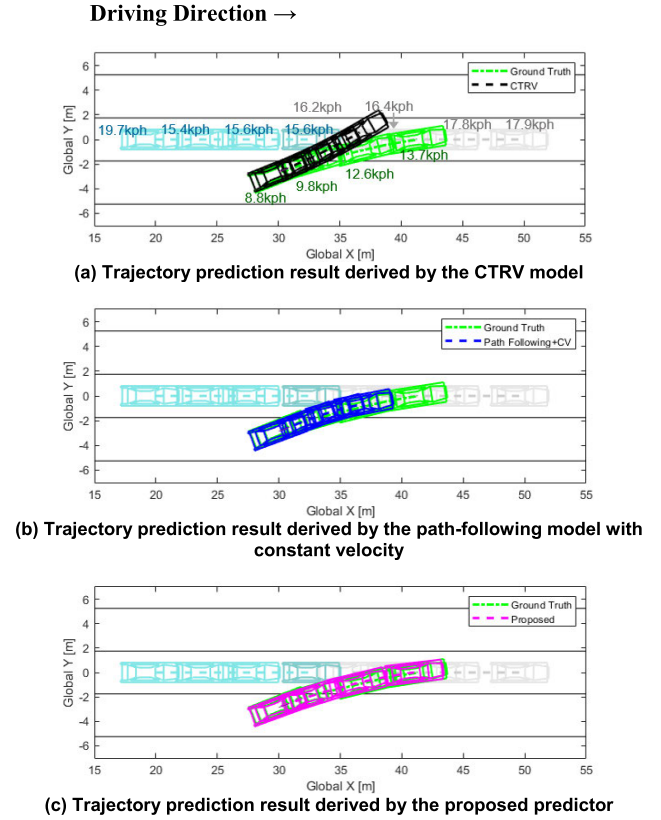 Driving Direction →
6
4
2
0
-2
-4
-6
Global Y [m]
Ground Truth
CTRV
16.2kph
16.4kph
19.7kph
15.4kph
15.6kph
15.6kph
17.8kph
17.9kph
13.7kph
12.6kph
9.8kph
8.8kph
15 20 25 30 35 40 45 50 55
Global X [m]
(a) Trajectory prediction result derived by the CTRV model
6
4
2
0
-2
-4
-6
Global Y [m]
Ground Truth
Path Following+CV
15 20 25 30 35 40 45 50 55
Global X [m]
(b) Trajectory prediction result derived by the path-following model with
constant velocity
6
4
2
0
-2
-4
-6
Global Y [m]
Ground Truth
Proposed
15 20 25 30 35 40 45 50 55
Global X [m]
(c) Trajectory prediction result derived by the proposed predictor